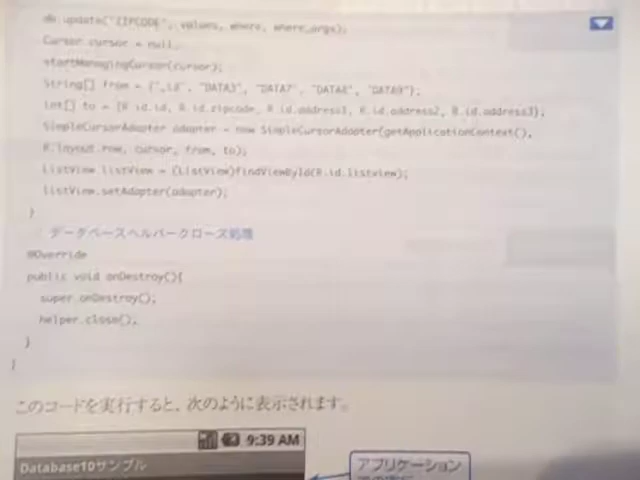 db.update("ZIPCODE", values, where, where_args);
Cursor cursor = null;
startManagingCursor(cursor);
String[] from = {"_id", "DATA3", "DATA7", "DATA8", "DATA9"};
int[] to = {R.id.id, R.id.zipcode, R.id.address1, R.id.address2, R.id.address3};
SimpleCursorAdapter adapter = new SimpleCursorAdapter(getApplicationContext(),
R.layout.row, cursor, from, to);
ListView listView = (ListView)findViewById(R.id.listview);
listView.setAdapter(adapter);
}
データベースヘルパークローズ処理
@Override
public void onDestroy(){
super.onDestroy();
helper.close();
}
}
このコードを実行すると、次のように表示されます。
9:39 AM
Database10サンプル
アプリケーション